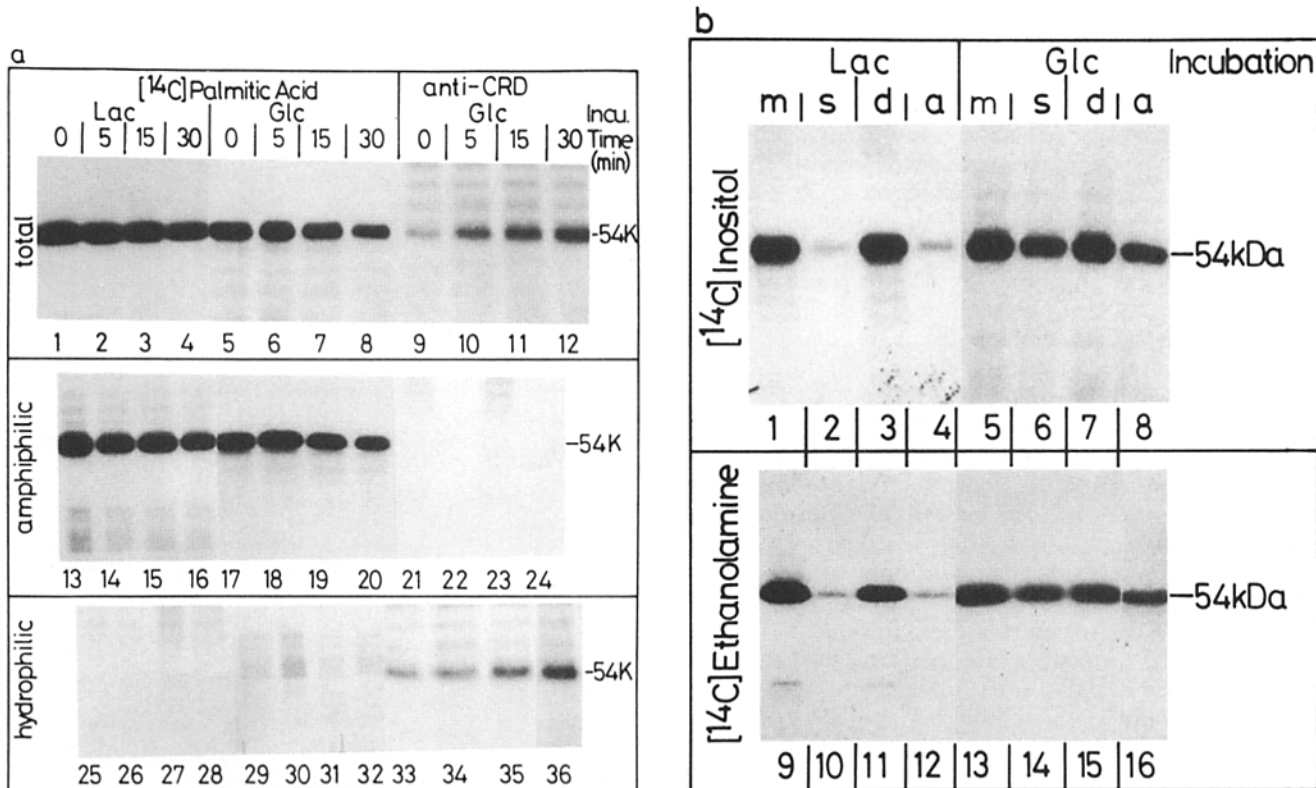 a
[14C]Palmitic Acid anti-CRD
Lac Glc Glc Incu.
0 5 15 30 0 5 15 30 0 5 15 30 Time
(min)
total
-54K
1 2 3 4 5 6 7 8 9 10 11 12
amphiphilic
-54K
13 14 15 16 17 18 19 20 21 22 23 24
hydrophilic
-54K
25 26 27 28 29 30 31 32 33 34 35 36
b
Lac Glc Incubation
m s d a m s d a
[14C]Inositol
-54kDa
1 2 3 4 5 6 7 8
[14C]Ethanolamine
-54kDa
9 10 11 12 13 14 15 16